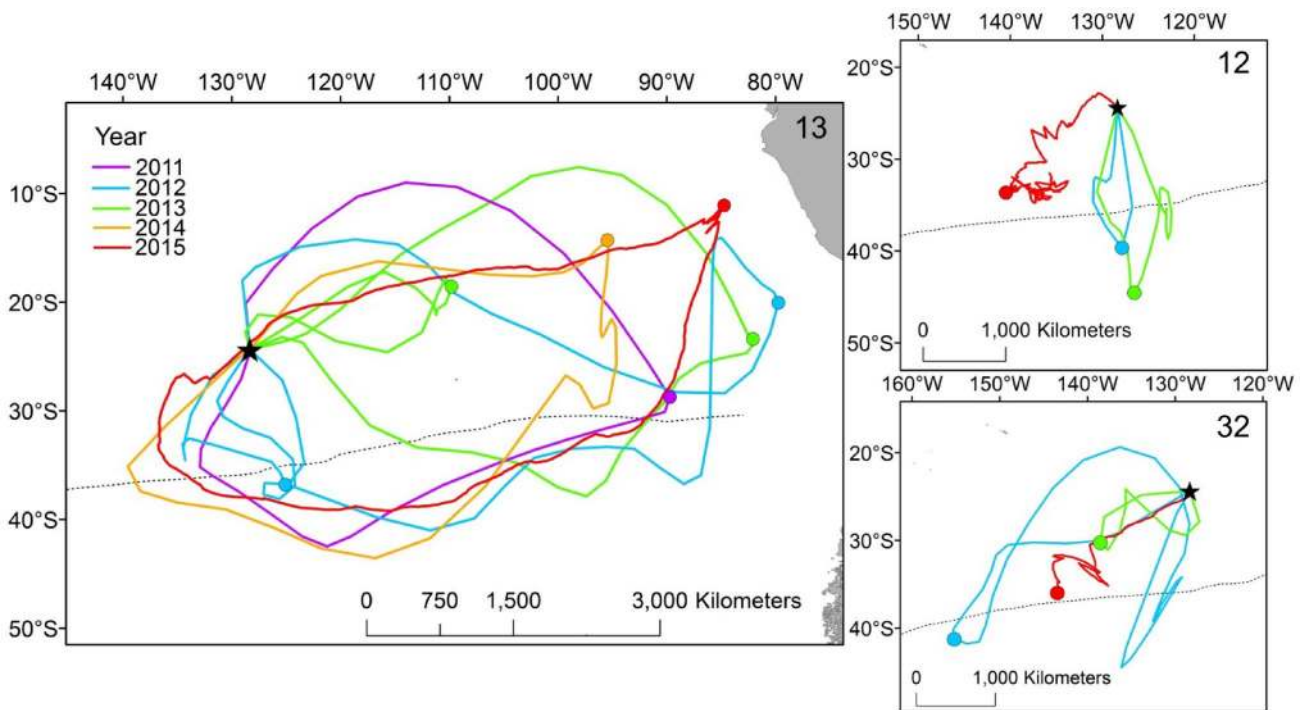 140°W 130°W 120°W 110°W 100°W 90°W 80°W
13
Year
2011
2012
2013
2014
2015
10°S
20°S
30°S
40°S
50°S
0 750 1,500 3,000 Kilometers
150°W 140°W 130°W 120°W
12
20°S
30°S
40°S
50°S
0 1,000 Kilometers
160°W 150°W 140°W 130°W 120°W
32
20°S
30°S
40°S
0 1,000 Kilometers